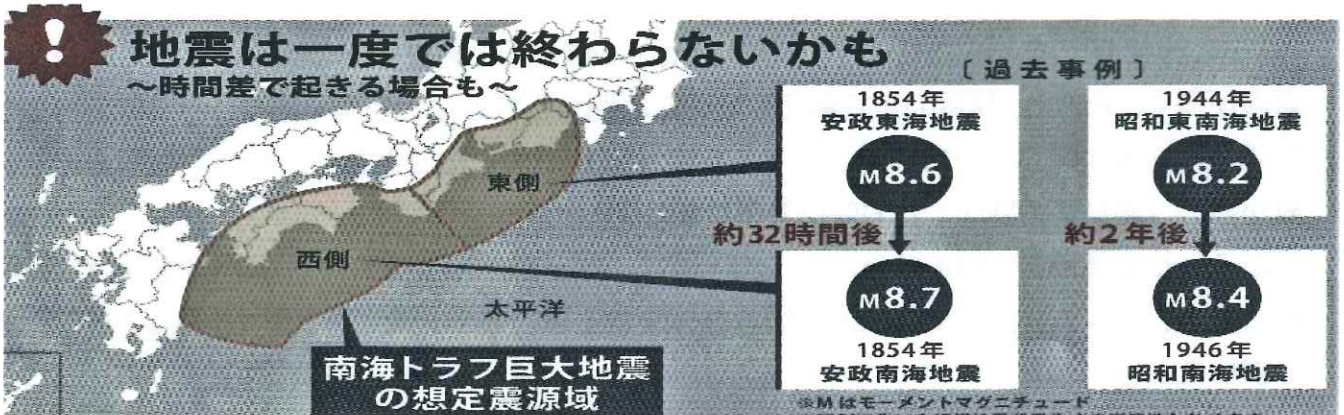 !
地震は一度では終わらないかも
～時間差で起きる場合も～
〔過去事例〕
東側
西側
太平洋
南海トラフ巨大地震
の想定震源域
1854年
安政東海地震
M8.6
約32時間後
M8.7
1854年
安政南海地震
1944年
昭和東南海地震
M8.2
約2年後
M8.4
1946年
昭和南海地震
※Mはモーメントマグニチュード